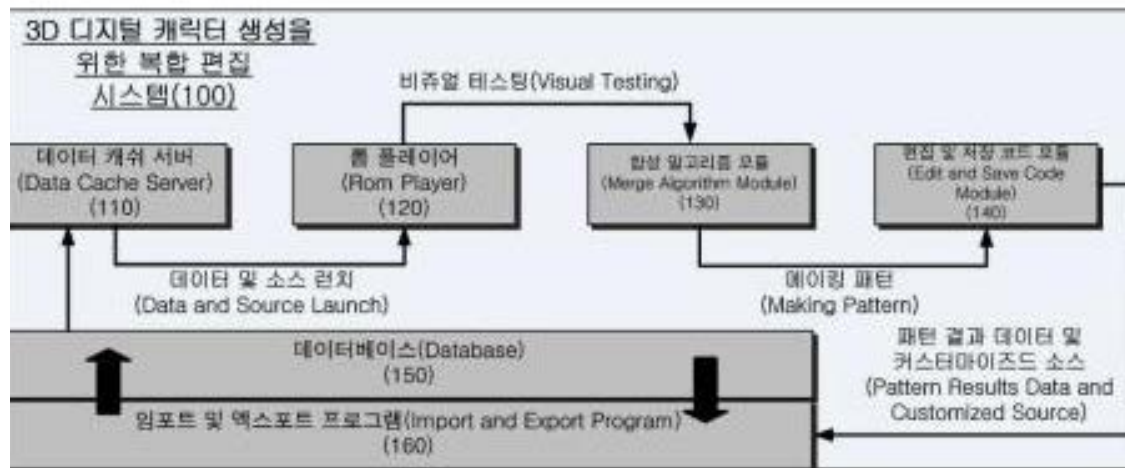 3D 디지털 캐릭터 생성을
위한 복합 편집
시스템(100)
비쥬얼 테스팅(Visual Testing)
데이터 캐쉬 서버
(Data Cache Server)
(110)
롬 플레이어
(Rom Player)
(120)
합성 알고리즘 모듈
(Merge Algorithm Module)
(130)
편집 및 저장 코드 모듈
(Edit and Save Code
Module)
(140)
데이터 및 소스 런치
(Data and Source Launch)
메이킹 패턴
(Making Pattern)
데이터베이스(Database)
(150)
패턴 결과 데이터 및
커스터마이즈드 소스
(Pattern Results Data and
Customized Source)
임포트 및 엑스포트 프로그램(Import and Export Program)
(160)